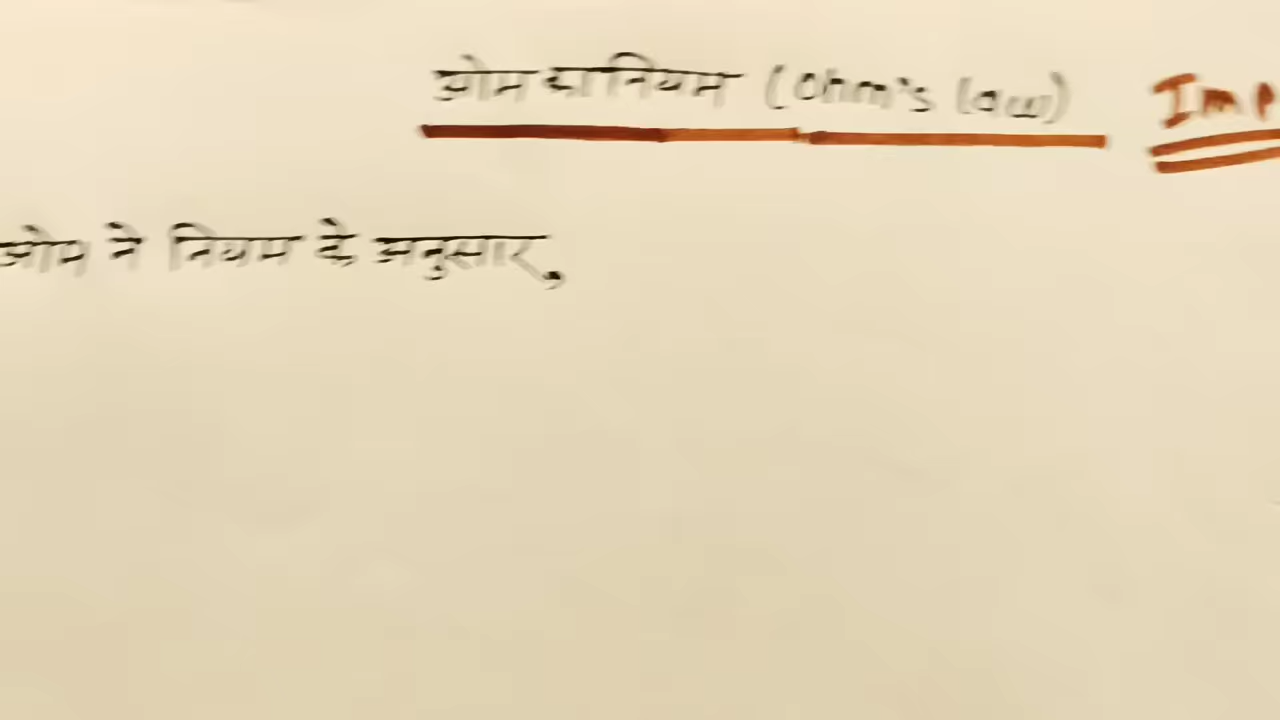 ओम का नियम (Ohm's law) Imp
ओम ने नियम के अनुसार,